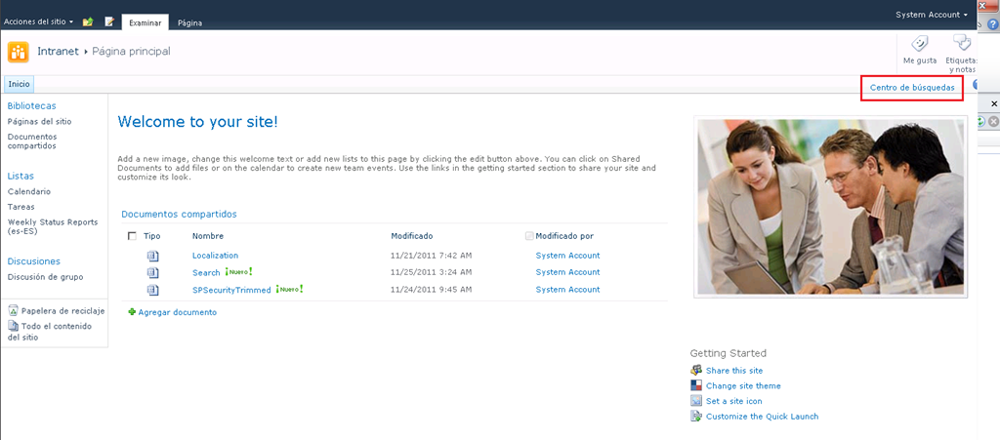 Acciones del sitio
Examinar
Página
System Account
Intranet
Página principal
Me gusta
Etiquetas
y notas
Inicio
Centro de búsquedas
Bibliotecas
Páginas del sitio
Documentos
compartidos
Listas
Calendario
Tareas
Weekly Status Reports
(es-ES)
Discusiones
Discusión de grupo
Papelera de reciclaje
Todo el contenido
del sitio
Welcome to your site!
Add a new image, change this welcome text or add new lists to this page by clicking the edit button above. You can click on Shared
Documents to add files or on the calendar to create new team events. Use the links in the getting started section to share your site and
customize its look.
Documentos compartidos
Tipo Nombre Modificado Modificado por
Localization 11/21/2011 7:42 AM System Account
Search ¡Nuevo! 11/25/2011 3:24 AM System Account
SPSecurityTrimmed ¡Nuevo! 11/24/2011 9:45 AM System Account
Agregar documento
Getting Started
Share this site
Change site theme
Set a site icon
Customize the Quick Launch